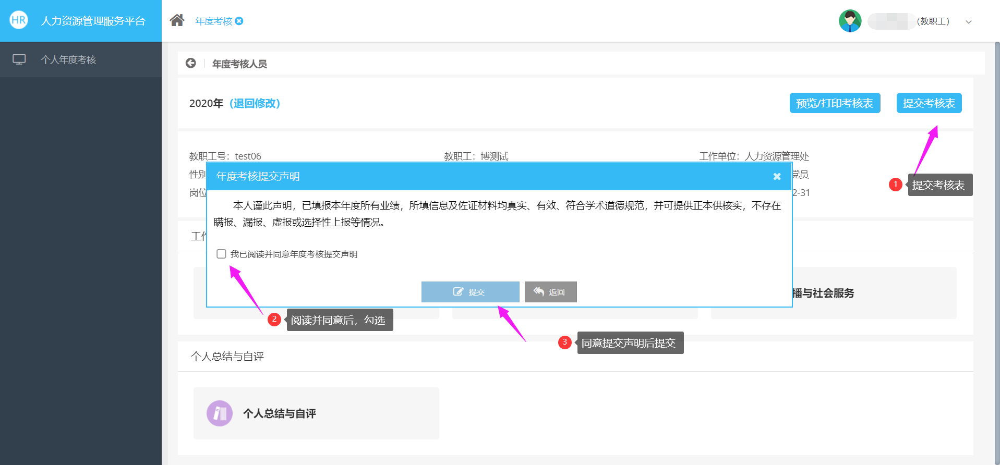 HR 人力资源管理服务平台
年度考核
(教职工)
个人年度考核
年度考核人员
2020年 (退回修改)
预览/打印考核表
提交考核表
教职工号：test06
教职工：博测试
工作单位：人力资源管理处
性别
党员
岗位
2-31
1 提交考核表
年度考核提交声明
本人谨此声明，已填报本年度所有业绩，所填信息及佐证材料均真实、有效、符合学术道德规范，并可提供正本供核实，不存在
瞒报、漏报、虚报或选择性上报等情况。
我已阅读并同意年度考核提交声明
提交
返回
播与社会服务
2 阅读并同意后，勾选
3 同意提交声明后提交
个人总结与自评
个人总结与自评